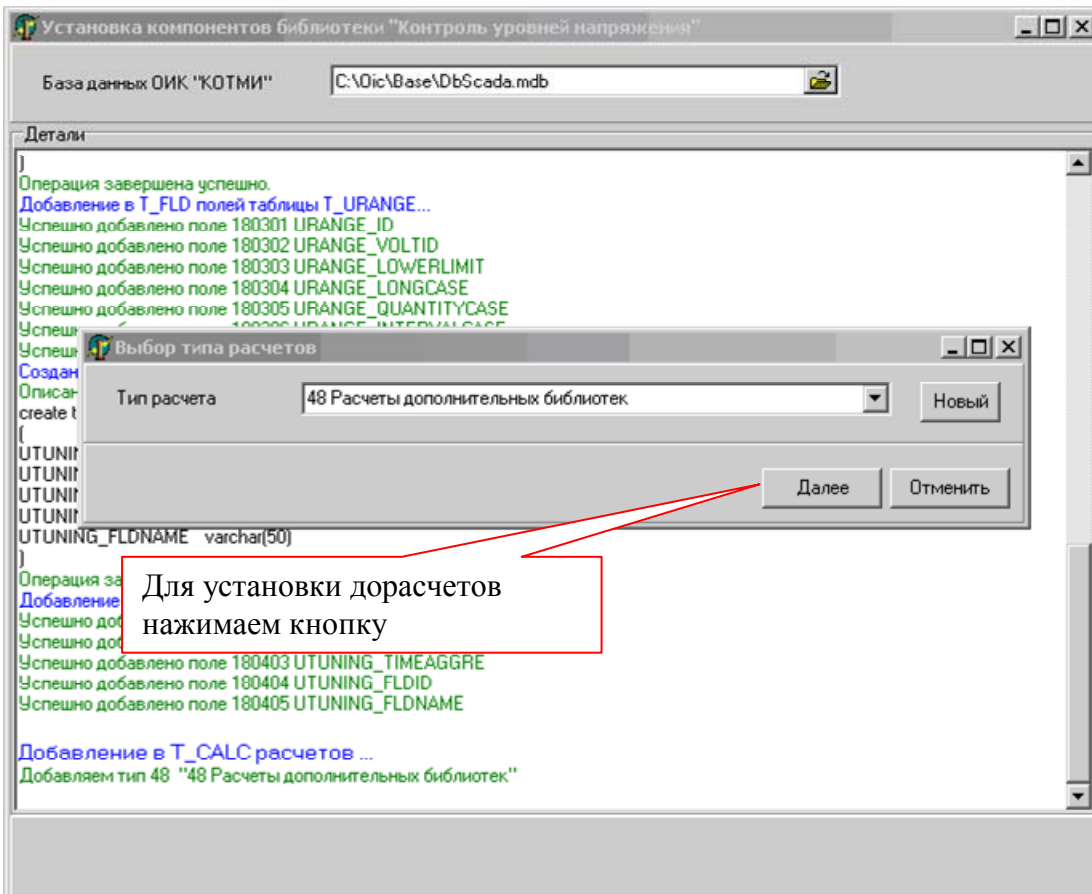 Установка компонентов библиотеки "Контроль уровней напряжения"
База данных ОИК "КОТМИ"
C:\Oic\Base\DbScada.mdb
Детали
)
Операция завершена успешно.
Добавление в T_FLD полей таблицы T_URANGE...
Успешно добавлено поле 180301 URANGE_ID
Успешно добавлено поле 180302 URANGE_VOLTID
Успешно добавлено поле 180303 URANGE_LOWERLIMIT
Успешно добавлено поле 180304 URANGE_LONGCASE
Успешно добавлено поле 180305 URANGE_QUANTITYCASE
Выбор типа расчетов
Тип расчета
48 Расчеты дополнительных библиотек
Новый
Далее
Отменить
create t
(
UTUNING_FLDNAME varchar(50)
)
Операция за
Добавление
Для установки дорасчетов
нажимаем кнопку
Успешно добавлено поле 180403 UTUNING_TIMEAGGRE
Успешно добавлено поле 180404 UTUNING_FLDID
Успешно добавлено поле 180405 UTUNING_FLDNAME
Добавление в T_CALC расчетов ...
Добавляем тип 48 "48 Расчеты дополнительных библиотек"